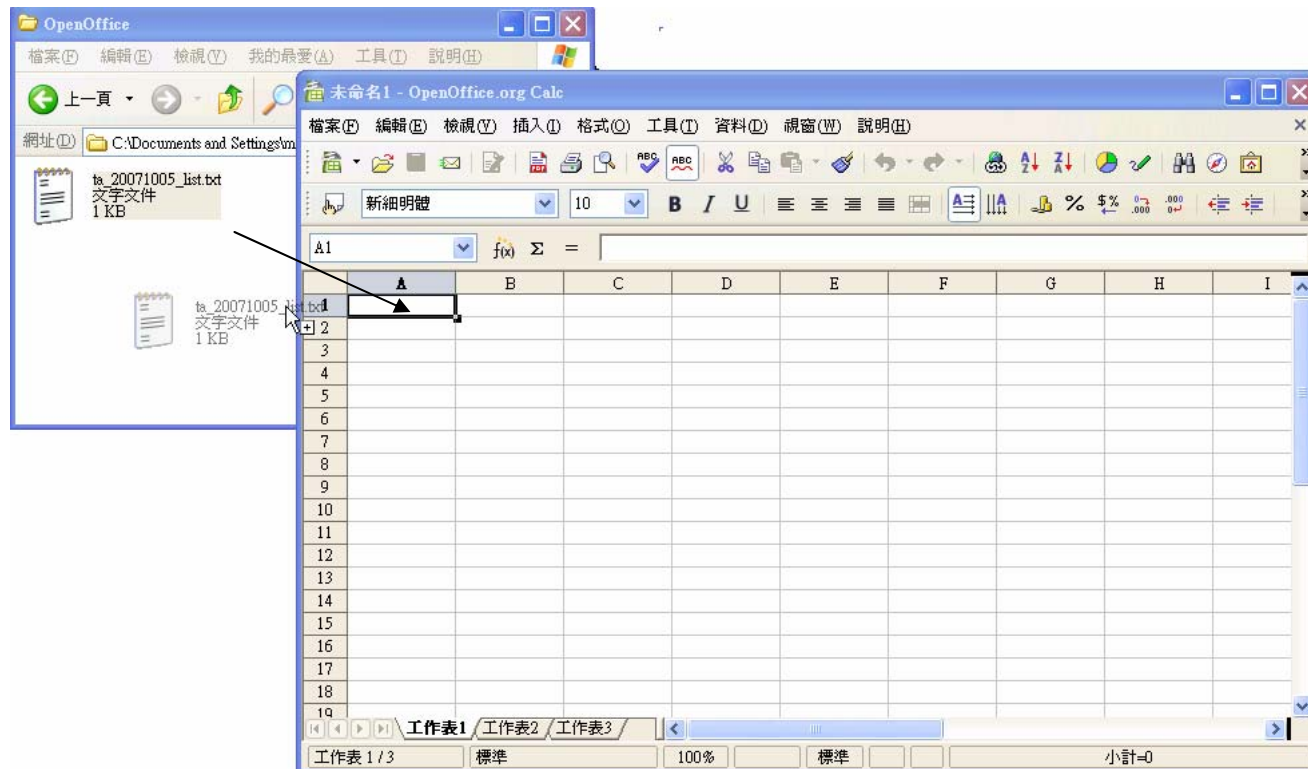 OpenOffice
檔案(F) 編輯(E) 檢視(V) 我的最愛(A) 工具(T) 說明(H)
上一頁
網址(D) C:\Documents and Settings\m
ta_20071005_list.txt
文字文件
1 KB
ta_20071005_list.txt
文字文件
1 KB
未命名1 - OpenOffice.org Calc
檔案(F) 編輯(E) 檢視(V) 插入(I) 格式(O) 工具(T) 資料(D) 視窗(W) 說明(H)
新細明體 10 B I U
A1 f(x) Σ =
A B C D E F G H I
1
2
3
4
5
6
7
8
9
10
11
12
13
14
15
16
17
18
19
工作表1 工作表2 工作表3
工作表 1 / 3 標準 100% 標準 小計=0